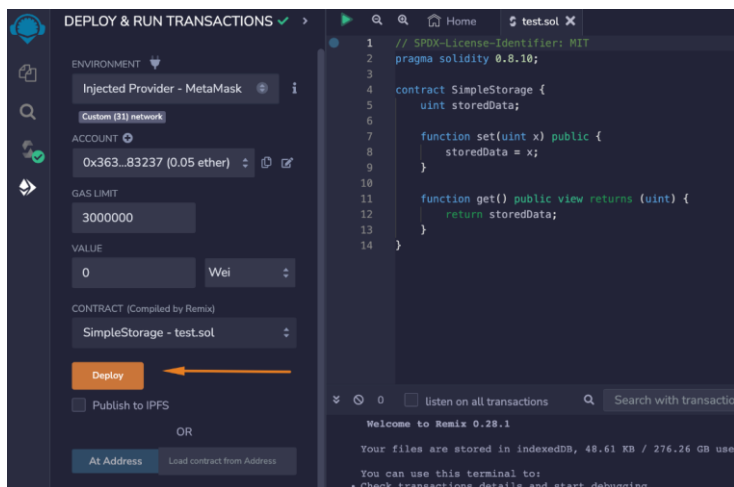 DEPLOY & RUN TRANSACTIONS
ENVIRONMENT
Injected Provider - MetaMask
Custom (31) network
ACCOUNT
0x363...83237 (0.05 ether)
GAS LIMIT
3000000
VALUE
0
Wei
CONTRACT (Compiled by Remix)
SimpleStorage - test.sol
Deploy
Publish to IPFS
OR
At Address
Load contract from Address
Home
test.sol
1 // SPDX-License-Identifier: MIT
2 pragma solidity 0.8.10;
3
4 contract SimpleStorage {
5 uint storedData;
6
7 function set(uint x) public {
8 storedData = x;
9 }
10
11 function get() public view returns (uint) {
12 return storedData;
13 }
14 }
0
listen on all transactions
Search with transactio
Welcome to Remix 0.28.1
Your files are stored in indexedDB, 48.61 KB / 276.26 GB use
You can use this terminal to:
• Check transactions details and start debugging